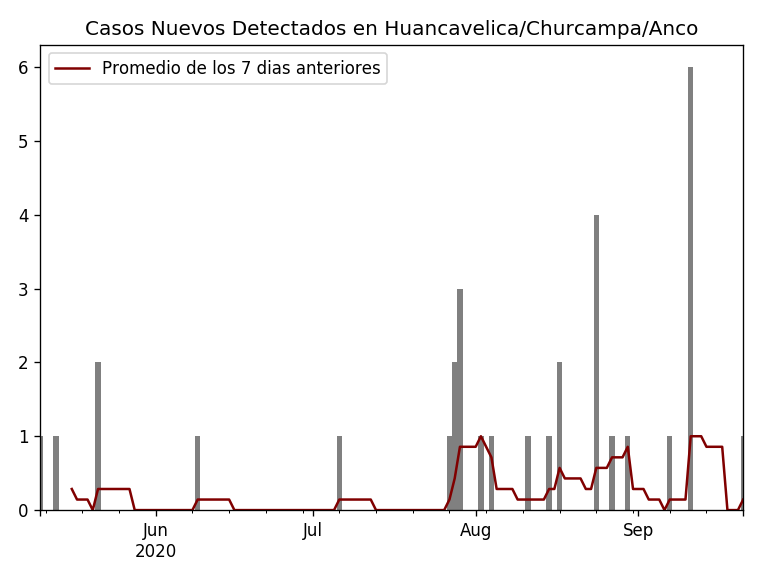 Casos Nuevos Detectados en Huancavelica/Churcampa/Anco
Promedio de los 7 dias anteriores
6
5
4
3
2
1
0
Jun
2020
Jul
Aug
Sep